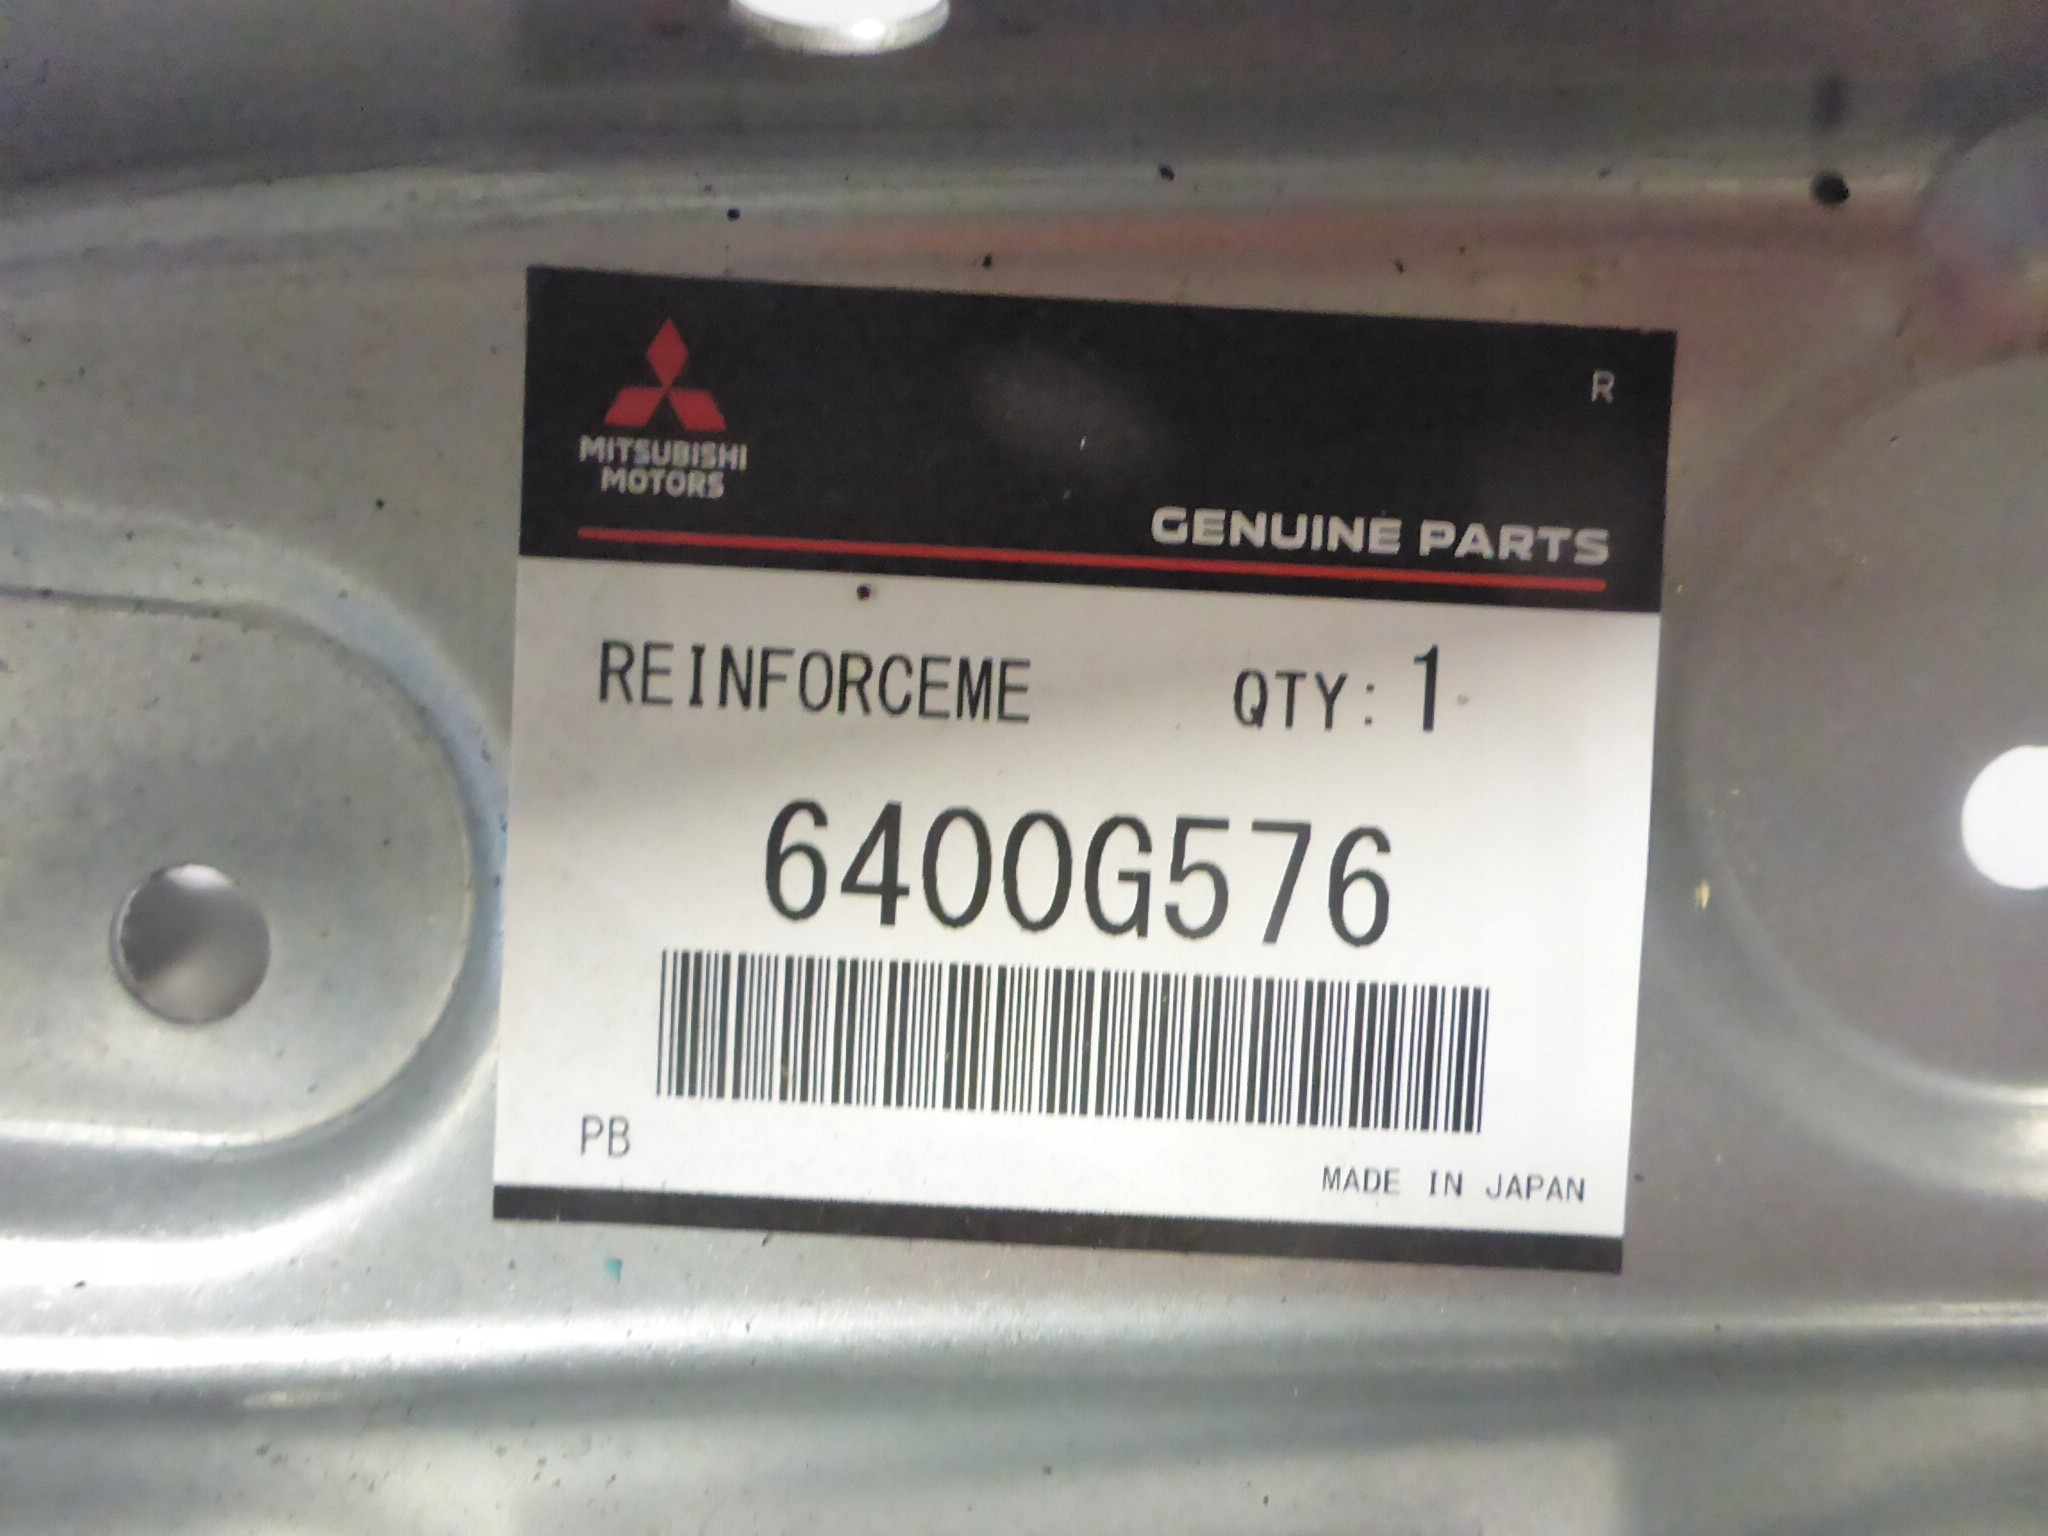 R
MITSUBISHI
MOTORS
GENUINE PARTS
REINFORCEME QTY: 1
6400G576
PB
MADE IN JAPAN